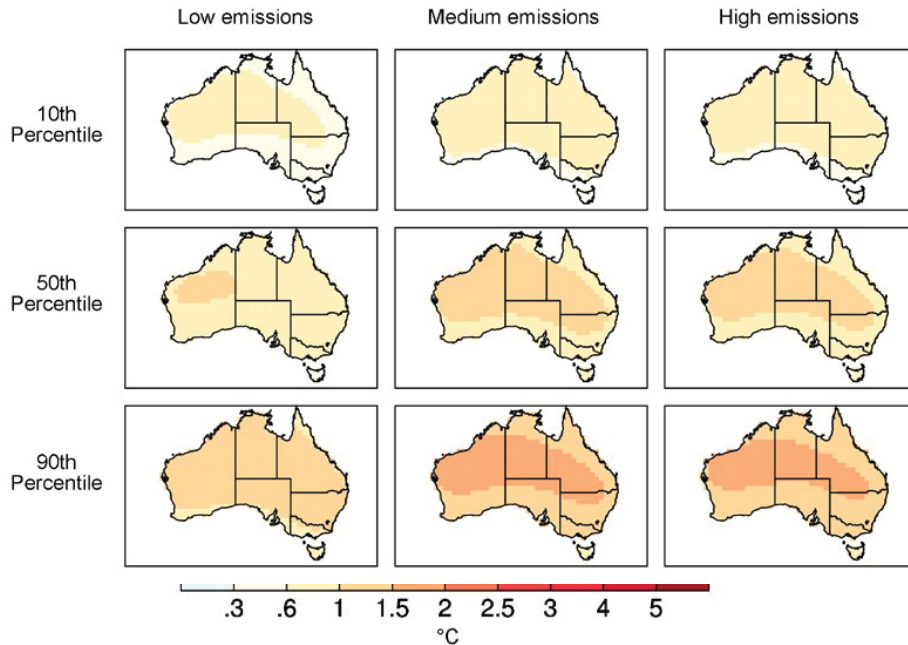 Low emissions
Medium emissions
High emissions
10th
Percentile
50th
Percentile
90th
Percentile
.3 .6 1 1.5 2 2.5 3 4 5
°C